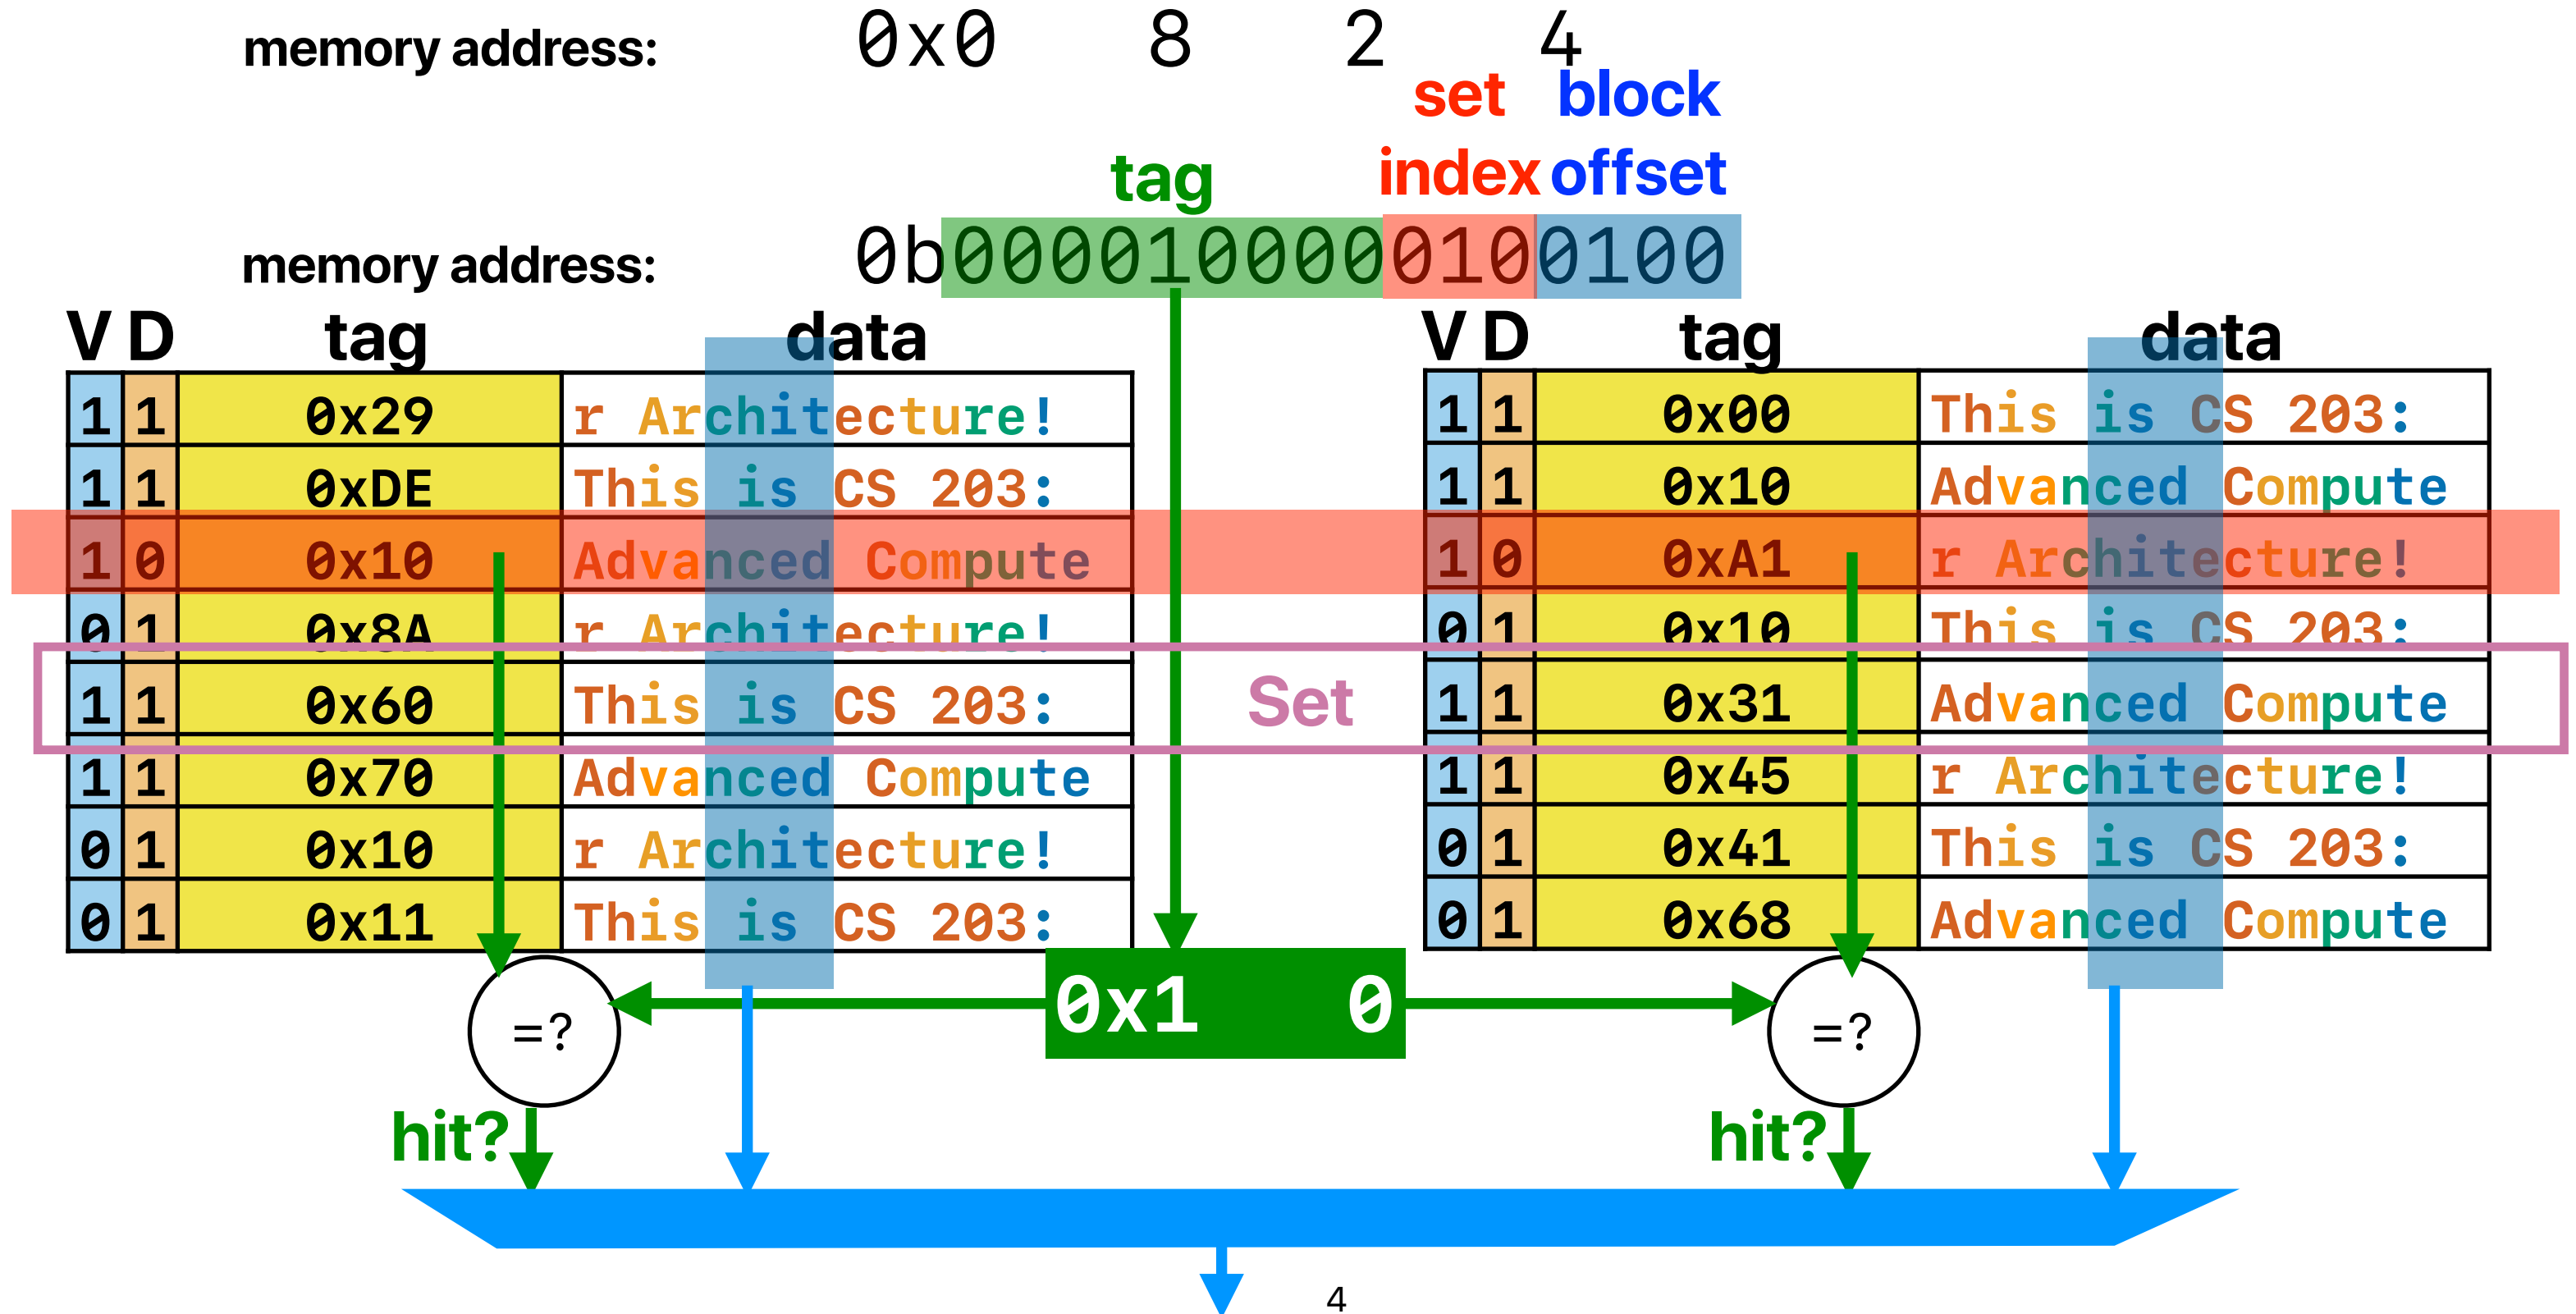 memory address: 0x0 8 2 4
set block
tag index offset
memory address: 0b0000100000100100
V D tag data V D tag data
1 1 0x29 r Architecture! 1 1 0x00 This is CS 203:
1 1 0xDE This is CS 203: 1 1 0x10 Advanced Compute
1 0 0x10 Advanced Compute 1 0 0xA1 r Architecture!
0 1 0x8A r Architecture! 0 1 0x10 This is CS 203:
1 1 0x60 This is CS 203: Set 1 1 0x31 Advanced Compute
1 1 0x70 Advanced Compute 1 1 0x45 r Architecture!
0 1 0x10 r Architecture! 0 1 0x41 This is CS 203:
0 1 0x11 This is CS 203: 0 1 0x68 Advanced Compute
=? 0x1 0 =?
hit? hit?
4